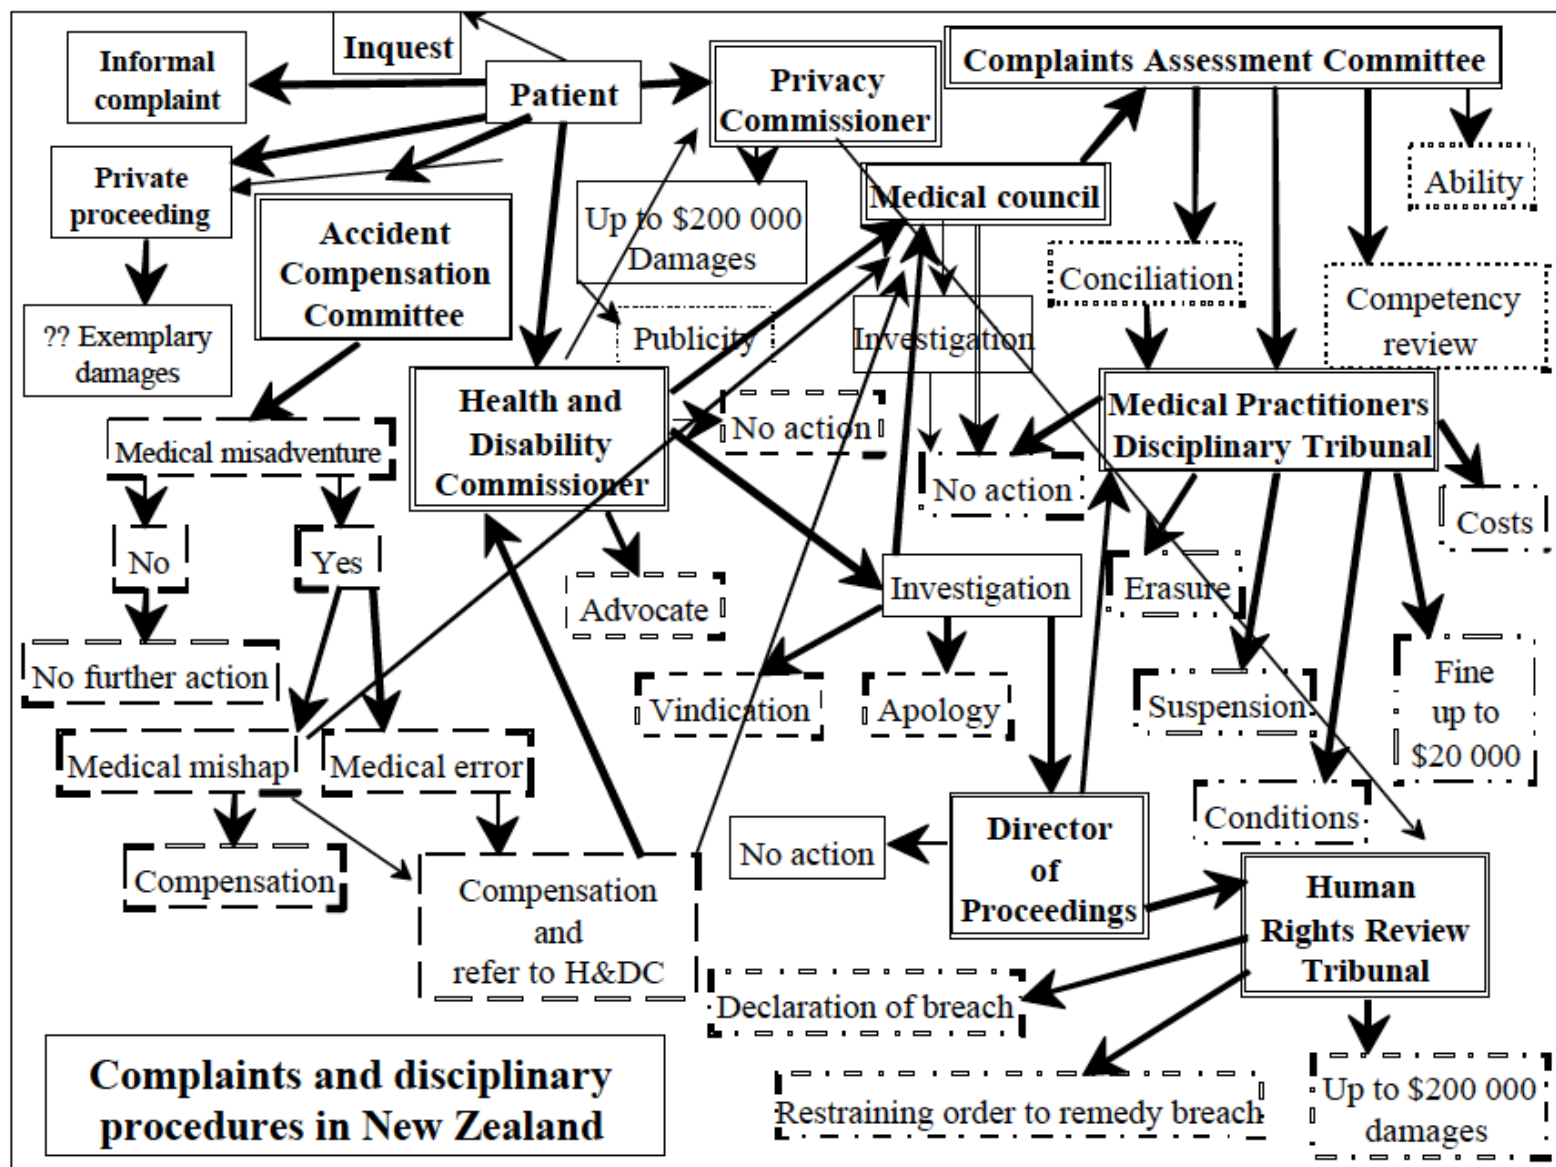 Inquest
Informal
complaint
Patient
Privacy
Commissioner
Complaints Assessment Committee
Private
proceeding
Accident
Compensation
Committee
Up to $200 000
Damages
Medical council
Ability
Conciliation
Competency
review
?? Exemplary
damages
Publicity
Investigation
Medical misadventure
Health and
Disability
Commissioner
No action
No action
Medical Practitioners
Disciplinary Tribunal
Costs
No
Yes
Advocate
Investigation
Erasure
No further action
Vindication
Apology
Suspension
Fine
up to
$20 000
Medical mishap
Medical error
Conditions
Compensation
Compensation
and
refer to H&DC
No action
Director
of
Proceedings
Human
Rights Review
Tribunal
Declaration of breach
Restraining order to remedy breach
Up to $200 000
damages
Complaints and disciplinary
procedures in New Zealand